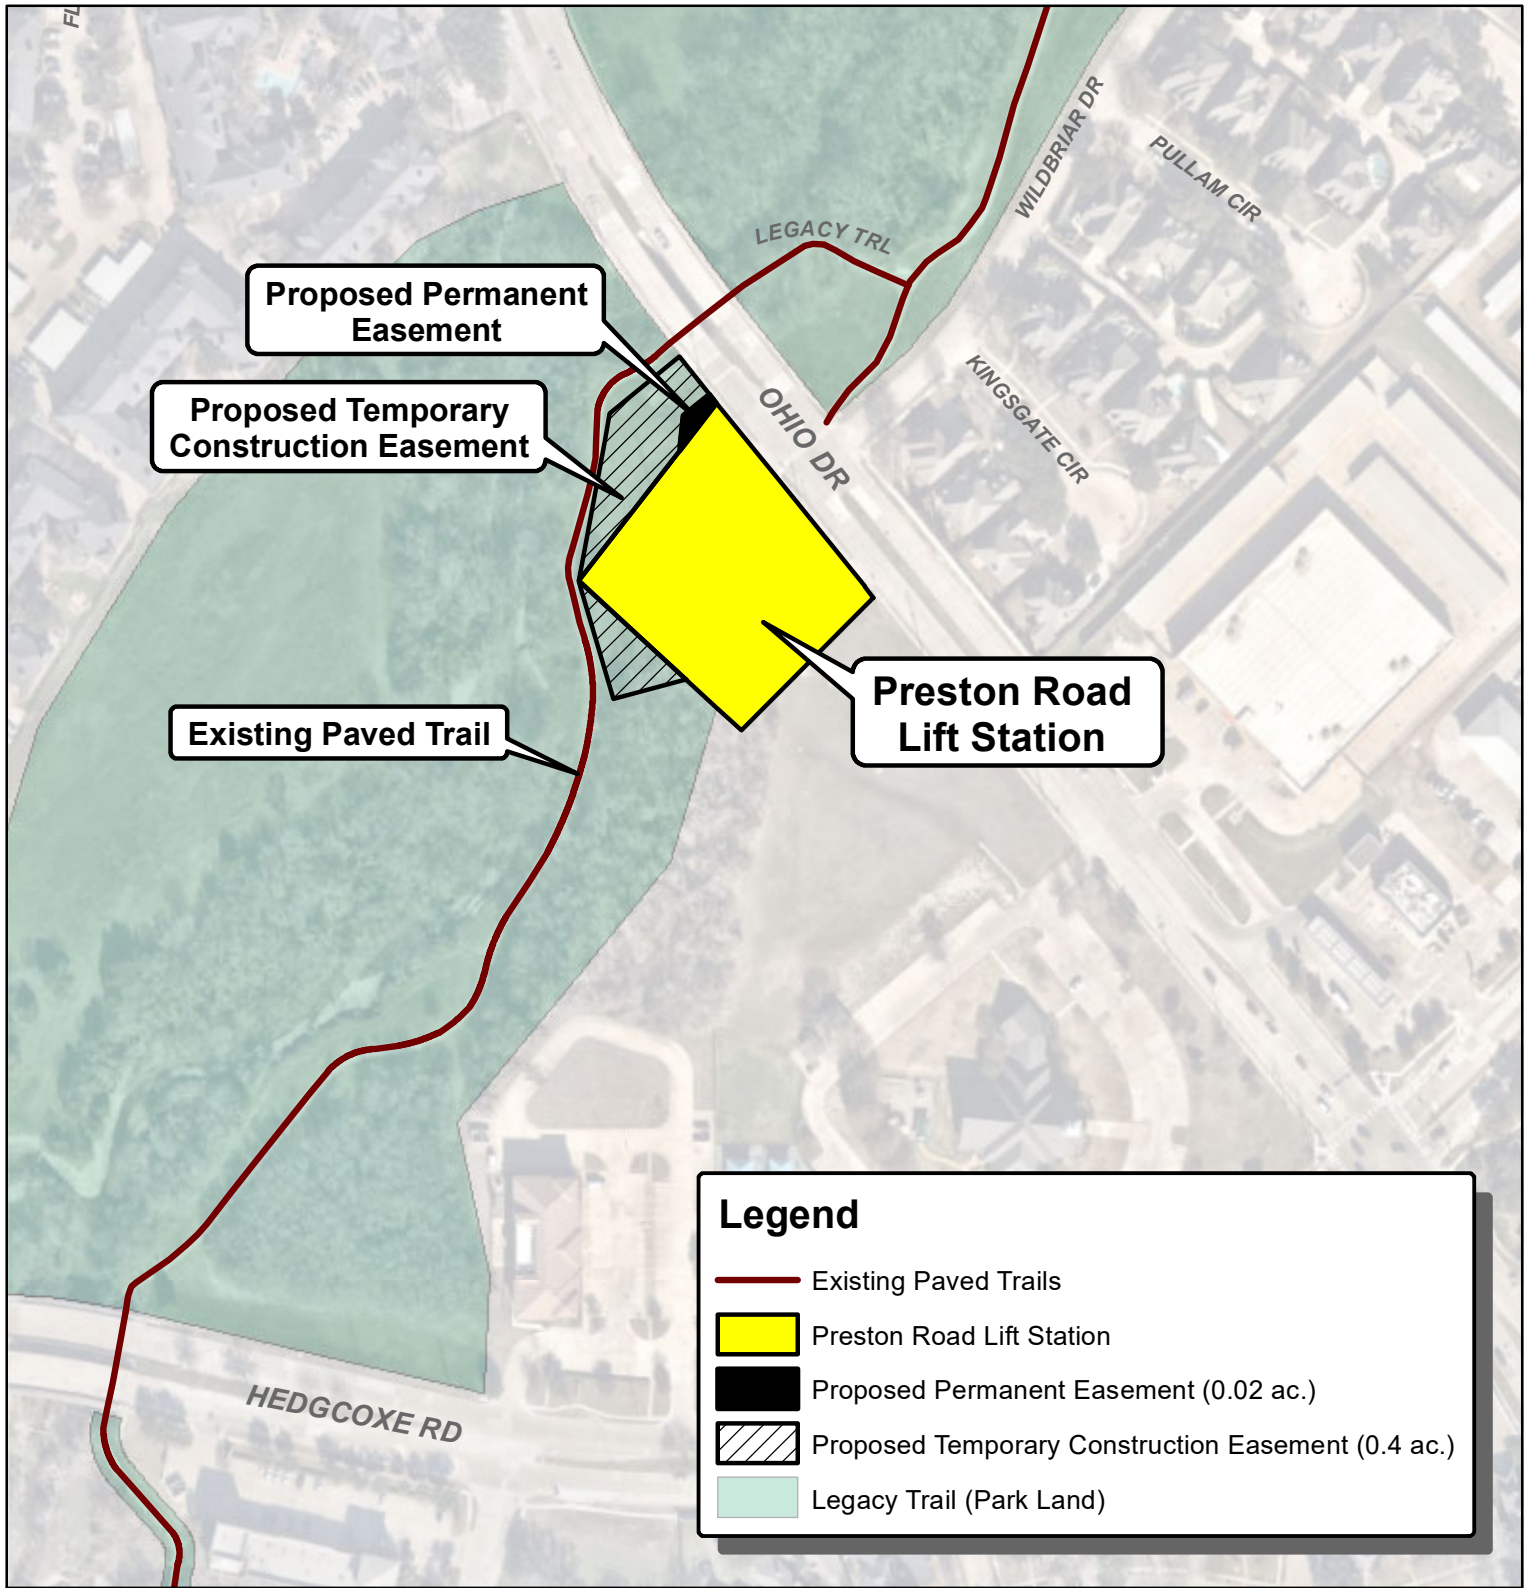 FL
WILDBRIAR DR
PULLAM CIR
LEGACY TRL
Proposed Permanent
Easement
Proposed Temporary
Construction Easement
OHIO DR
KINGSGATE CIR
Preston Road
Lift Station
Existing Paved Trail
HEDGCOXE RD
Legend
Existing Paved Trails
Preston Road Lift Station
Proposed Permanent Easement (0.02 ac.)
Proposed Temporary Construction Easement (0.4 ac.)
Legacy Trail (Park Land)